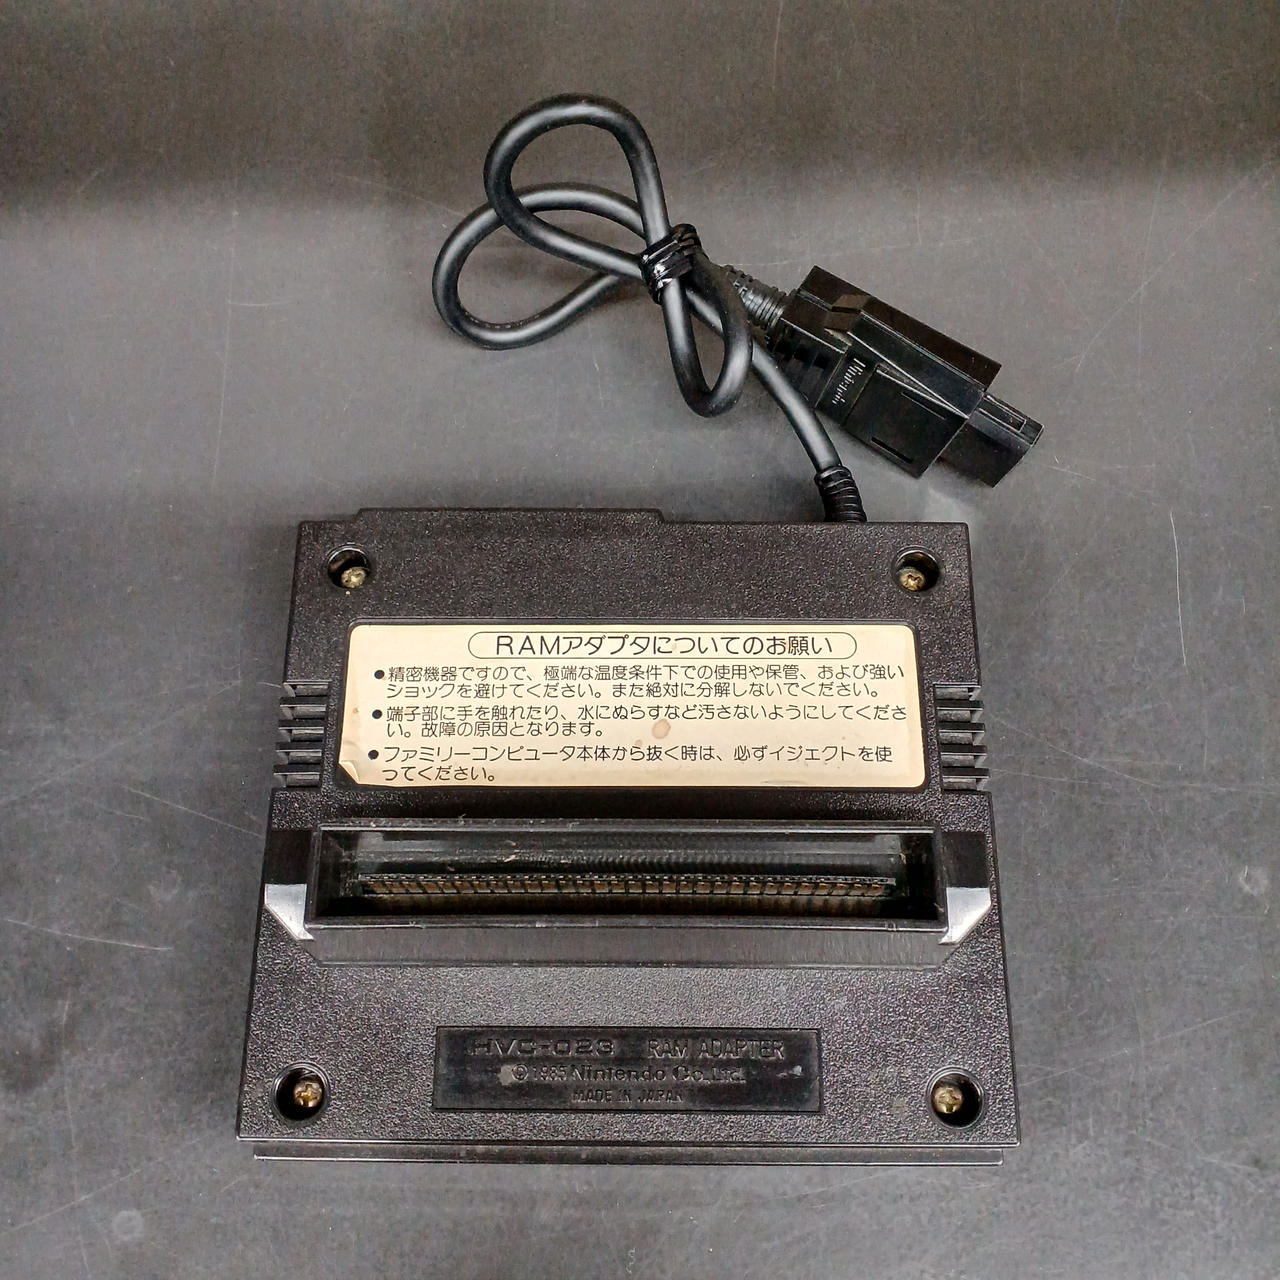 Nintendo
RAMアダプタについてのお願い
●精密機器ですので、極端な温度条件下での使用や保管、および強い
ショックを避けてください。また絶対に分解しないでください。
●端子部に手を触れたり、水にぬらすなど汚さないようにしてくださ
い。故障の原因となります。
●ファミリーコンピュータ本体から抜く時は、必ずイジェクトを使
ってください。
HVC-023 RAM ADAPTER
©1985 Nintendo Co.,Ltd.
MADE IN JAPAN